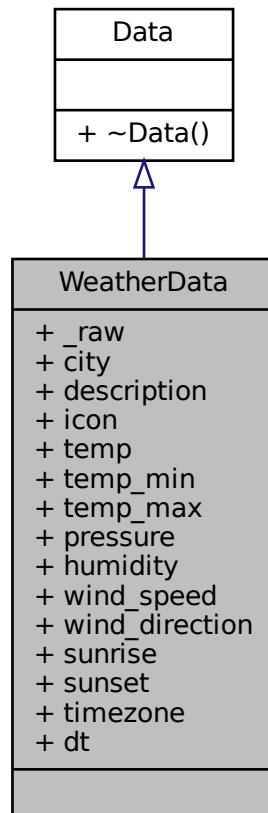 Data
+ ~Data()
WeatherData
+ _raw
+ city
+ description
+ icon
+ temp
+ temp_min
+ temp_max
+ pressure
+ humidity
+ wind_speed
+ wind_direction
+ sunrise
+ sunset
+ timezone
+ dt